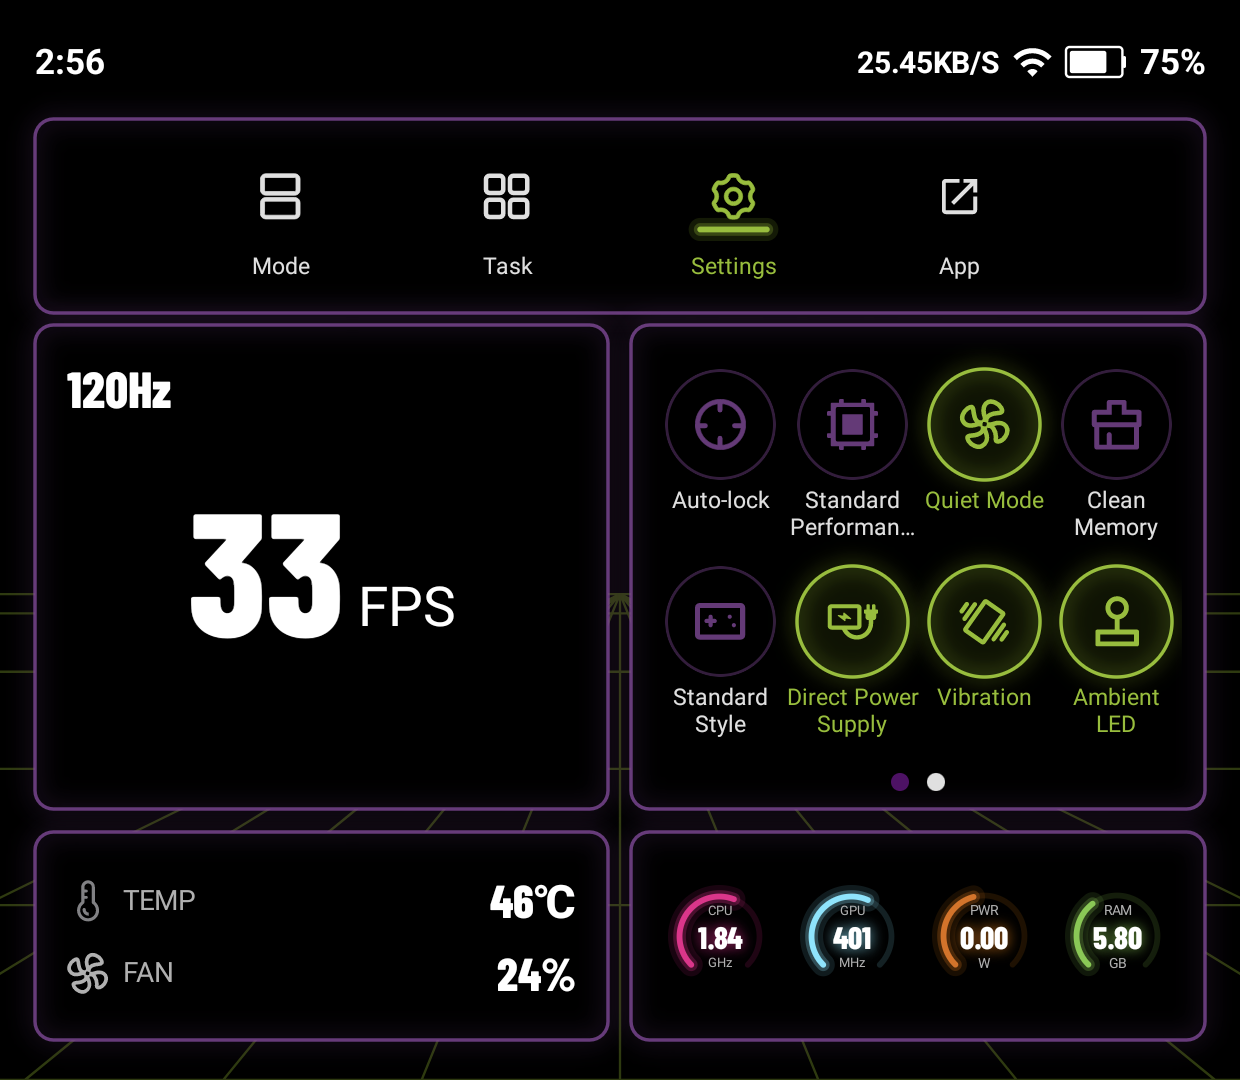 2:56
25.45KB/S
75%
Mode
Task
Settings
App
120Hz
33 FPS
Auto-lock
Standard
Performan...
Quiet Mode
Clean
Memory
Standard
Style
Direct Power
Supply
Vibration
Ambient
LED
TEMP
46°C
FAN
24%
CPU
1.84
GHz
GPU
401
MHz
PWR
0.00
W
RAM
5.80
GB